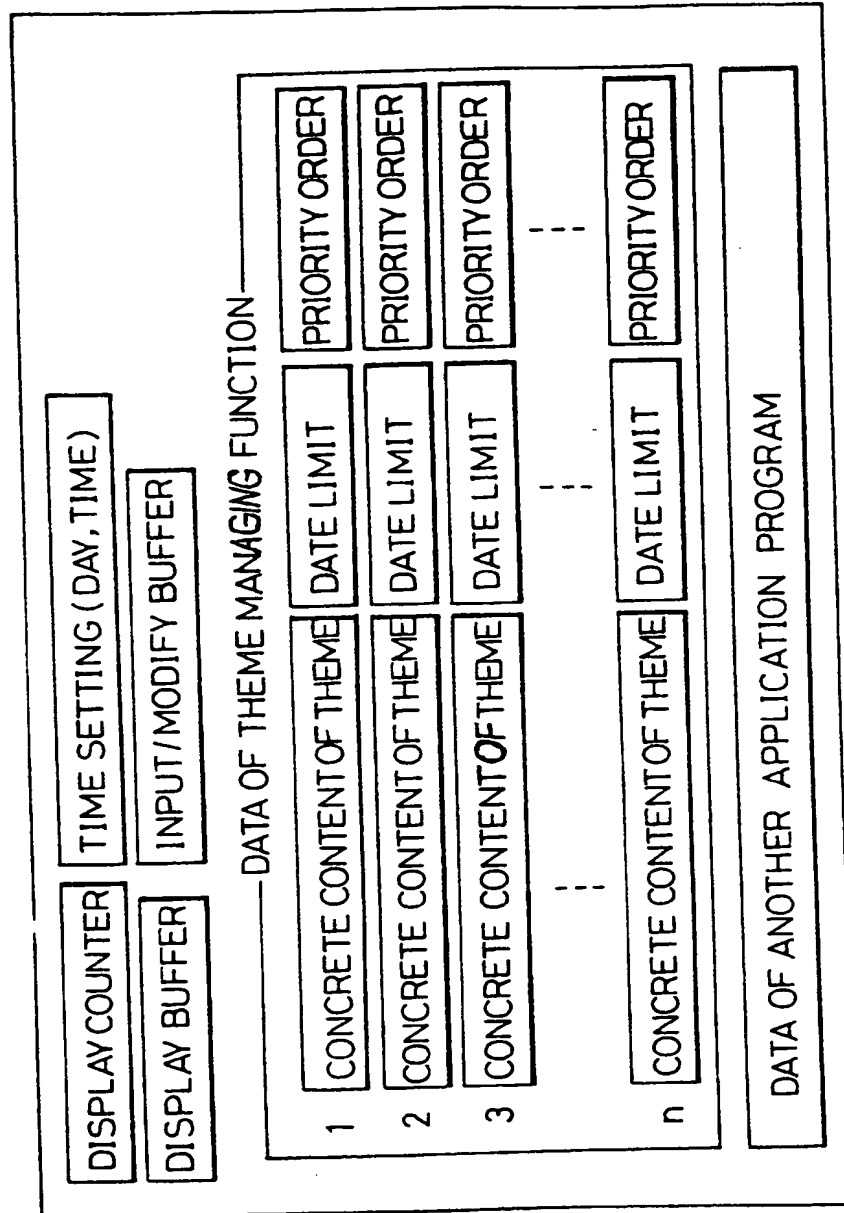 DISPLAY COUNTER TIME SETTING (DAY, TIME)
DISPLAY BUFFER INPUT/MODIFY BUFFER
DATA OF THEME MANAGING FUNCTION
1 CONCRETE CONTENT OF THEME DATE LIMIT PRIORITY ORDER
2 CONCRETE CONTENT OF THEME DATE LIMIT PRIORITY ORDER
3 CONCRETE CONTENT OF THEME DATE LIMIT PRIORITY ORDER
n CONCRETE CONTENT OF THEME DATE LIMIT PRIORITY ORDER
DATA OF ANOTHER APPLICATION PROGRAM